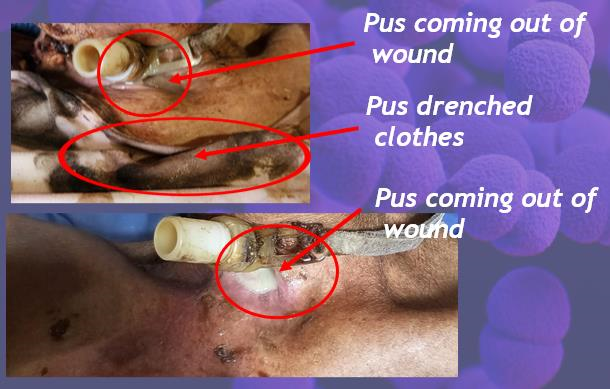 Pus coming out of
wound
Pus drenched
clothes
Pus coming out of
wound